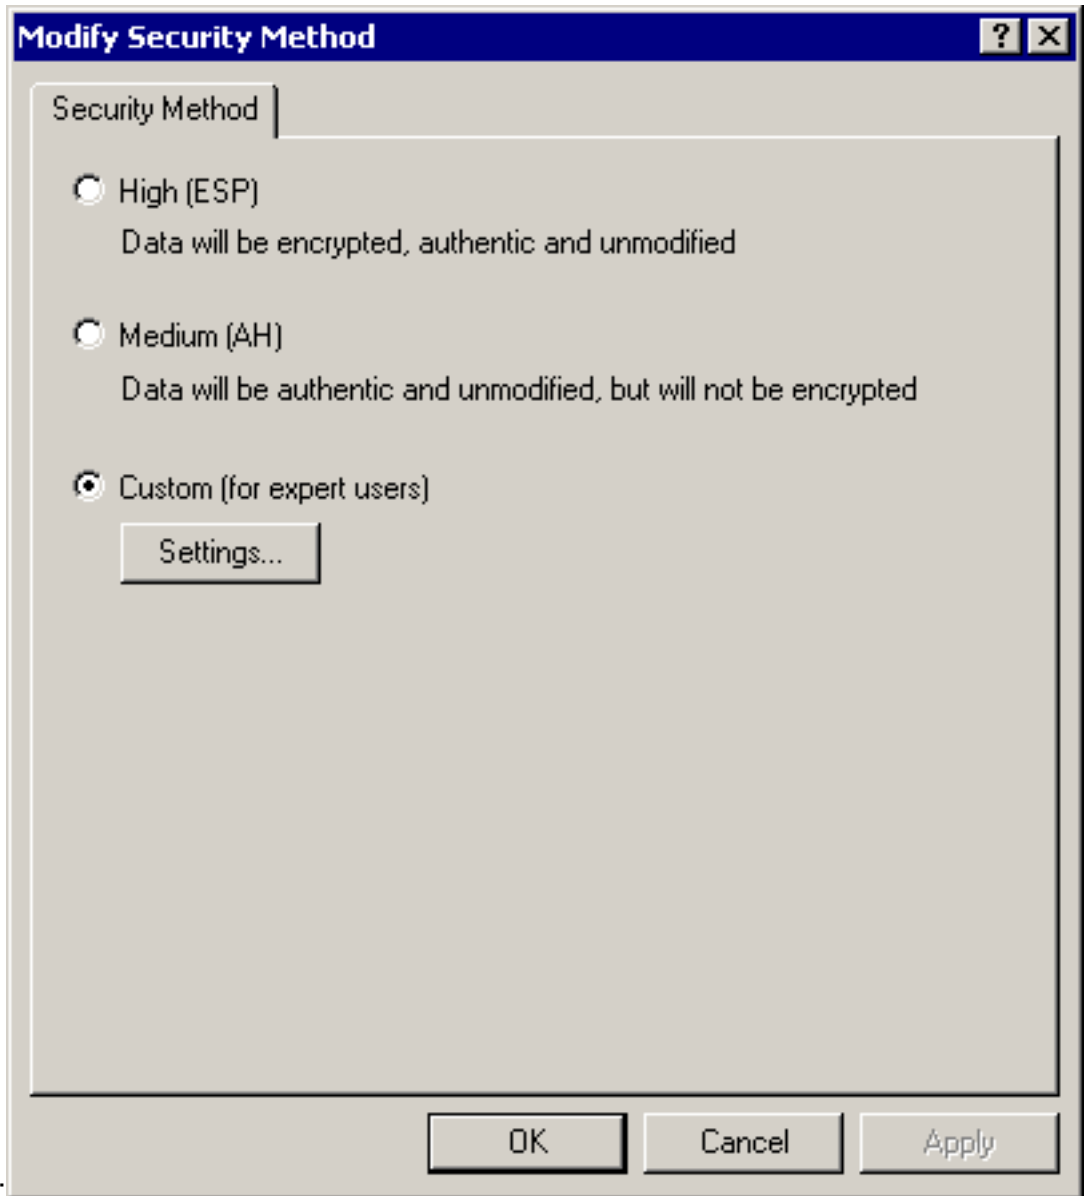 Modify Security Method
Security Method
High (ESP)
Data will be encrypted, authentic and unmodified
Medium (AH)
Data will be authentic and unmodified, but will not be encrypted
Custom (for expert users)
Settings...
OK Cancel Apply
.